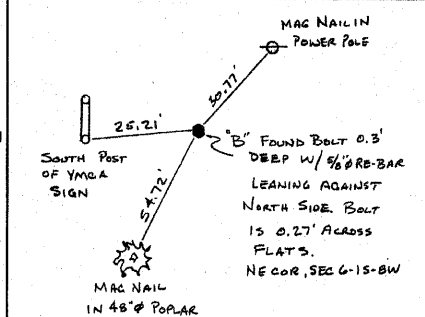 MAG NAIL IN
POWER POLE
30.77'
25.21'
SOUTH POST
OF YMCA
SIGN
"B" FOUND BOLT 0.3'
DEEP W/ 5/8"Ø RE-BAR
LEANING AGAINST
NORTH SIDE. BOLT
IS 0.27' ACROSS
FLATS.
NE COR, SEC 6-1S-8W
54.72'
MAG NAIL
IN 48"Ø POPLAR